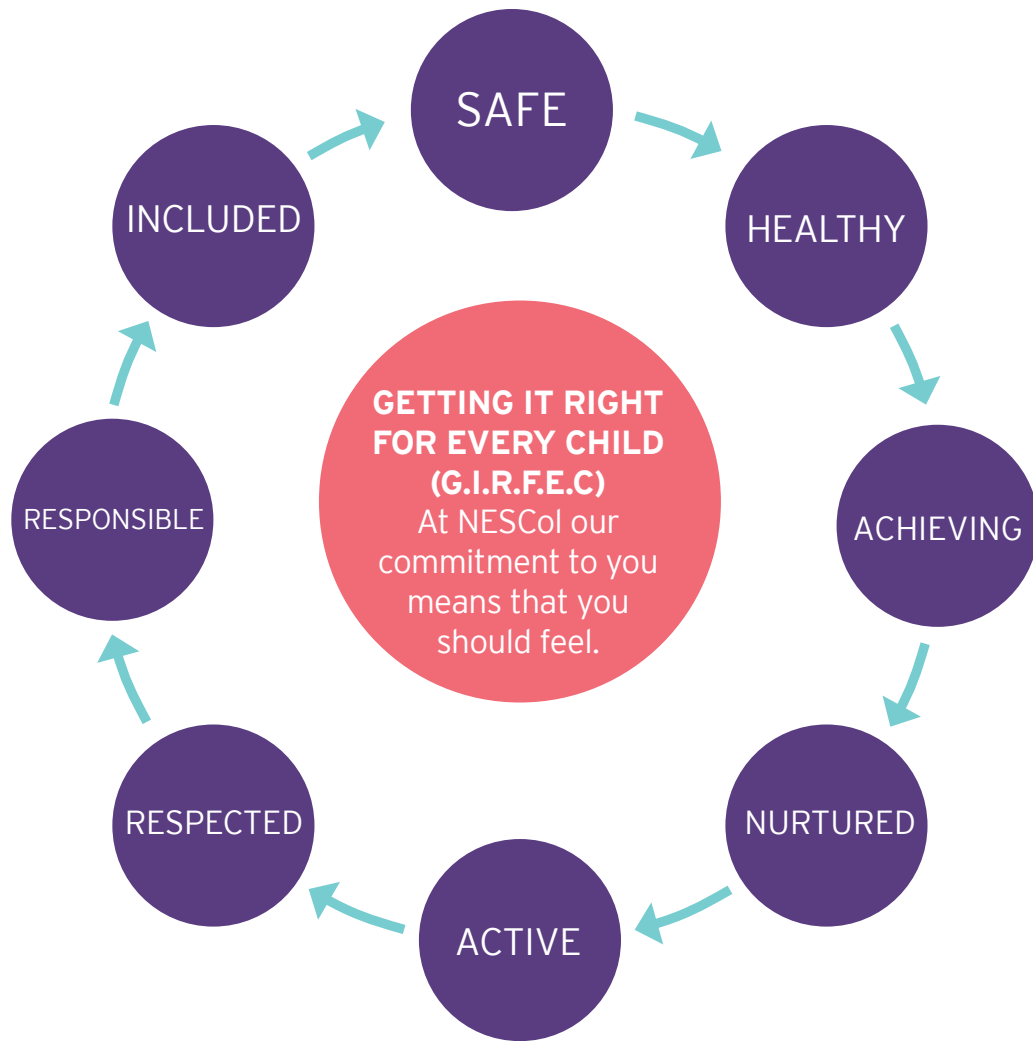 SAFE
HEALTHY
ACHIEVING
NURTURED
ACTIVE
RESPECTED
RESPONSIBLE
INCLUDED
GETTING IT RIGHT
FOR EVERY CHILD
(G.I.R.F.E.C)
At NESCol our
commitment to you
means that you
should feel.